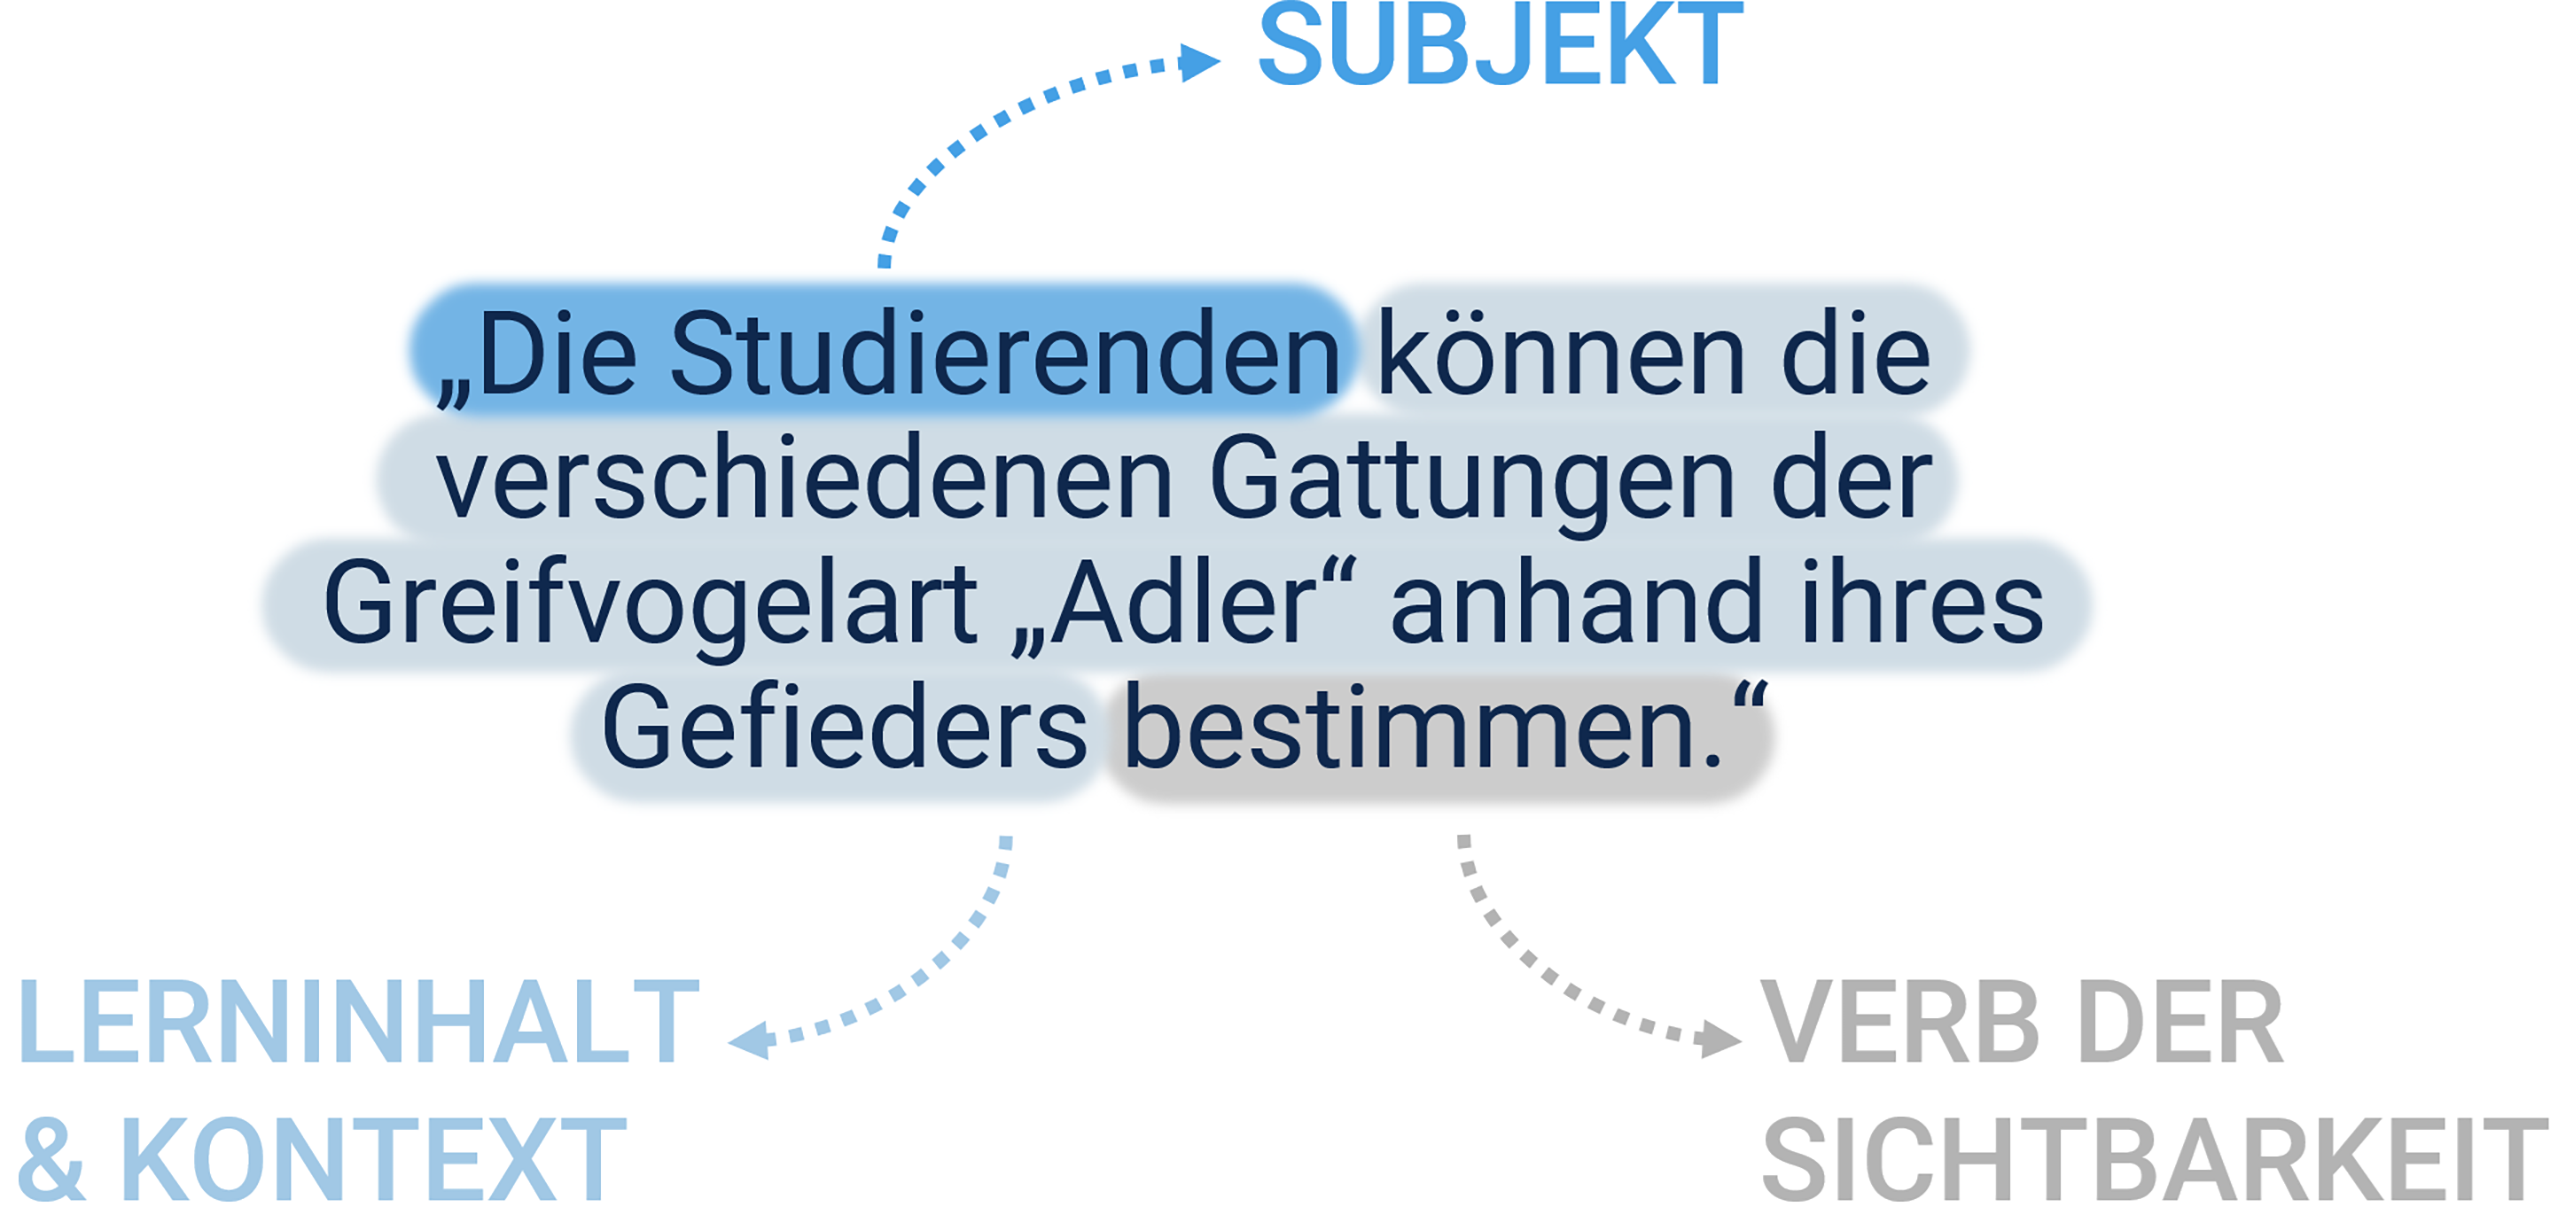 SUBJEKT
„Die Studierenden können die
verschiedenen Gattungen der
Greifvogelart „Adler“ anhand ihres
Gefieders bestimmen.“
LERNINHALT
& KONTEXT
VERB DER
SICHTBARKEIT